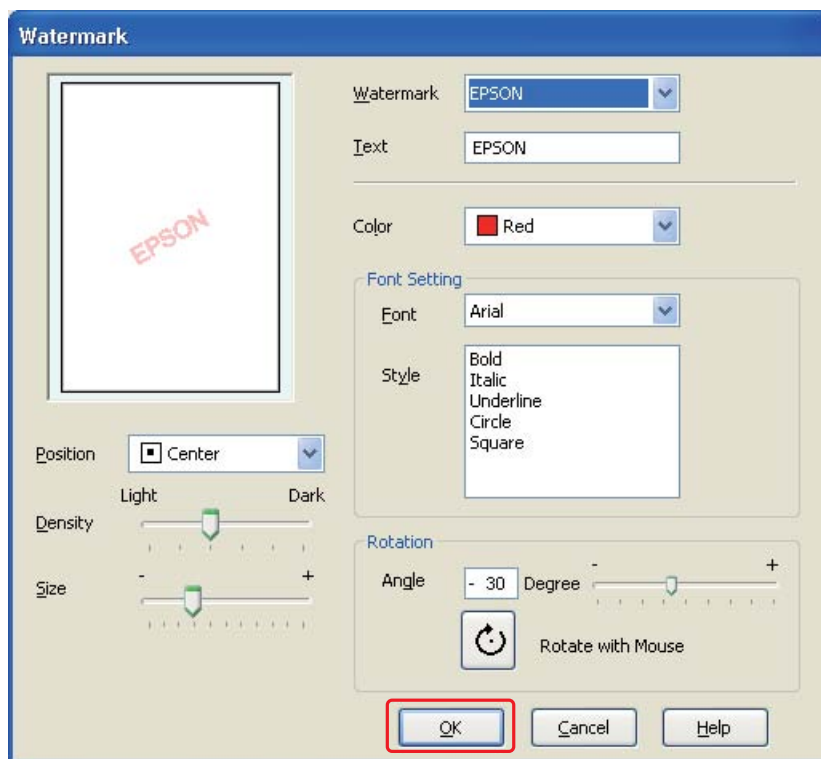 Watermark
EPSON
Watermark EPSON
Text EPSON
Color Red
Font Setting
Font Arial
Style
Bold
Italic
Underline
Circle
Square
Position Center
Light Dark
Density
Size - +
Rotation
Angle - 30 Degree - +
Rotate with Mouse
OK Cancel Help